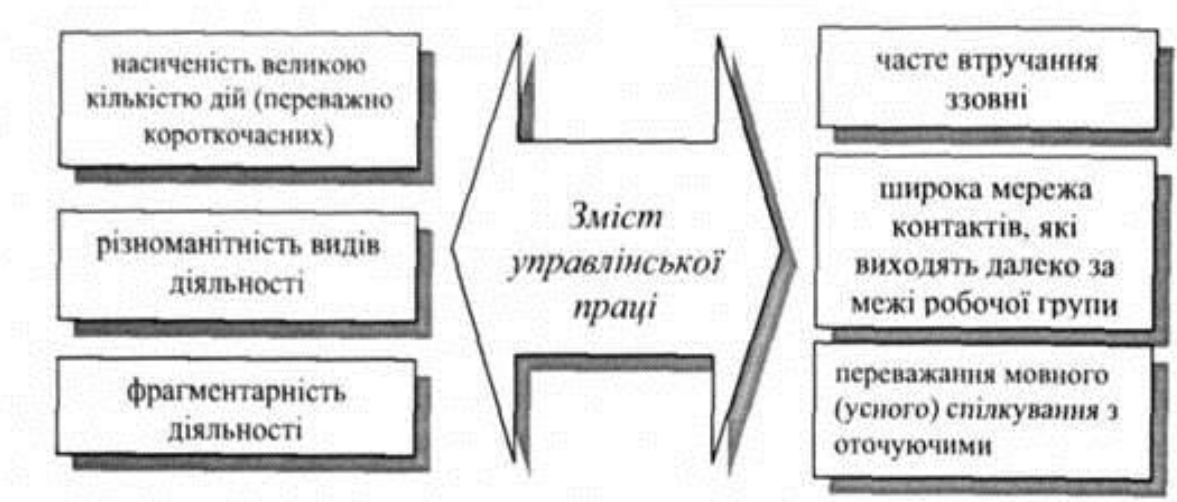 насиченість великою
кількістю дій (переважно
короткочасних)
різноманітність видів
діяльності
фрагментарність
діяльності
Зміст
управлінської
праці
часте втручання
ззовні
широка мережа
контактів, які
виходять далеко за
межі робочої групи
переважання мовного
(усного) спілкування з
оточуючими